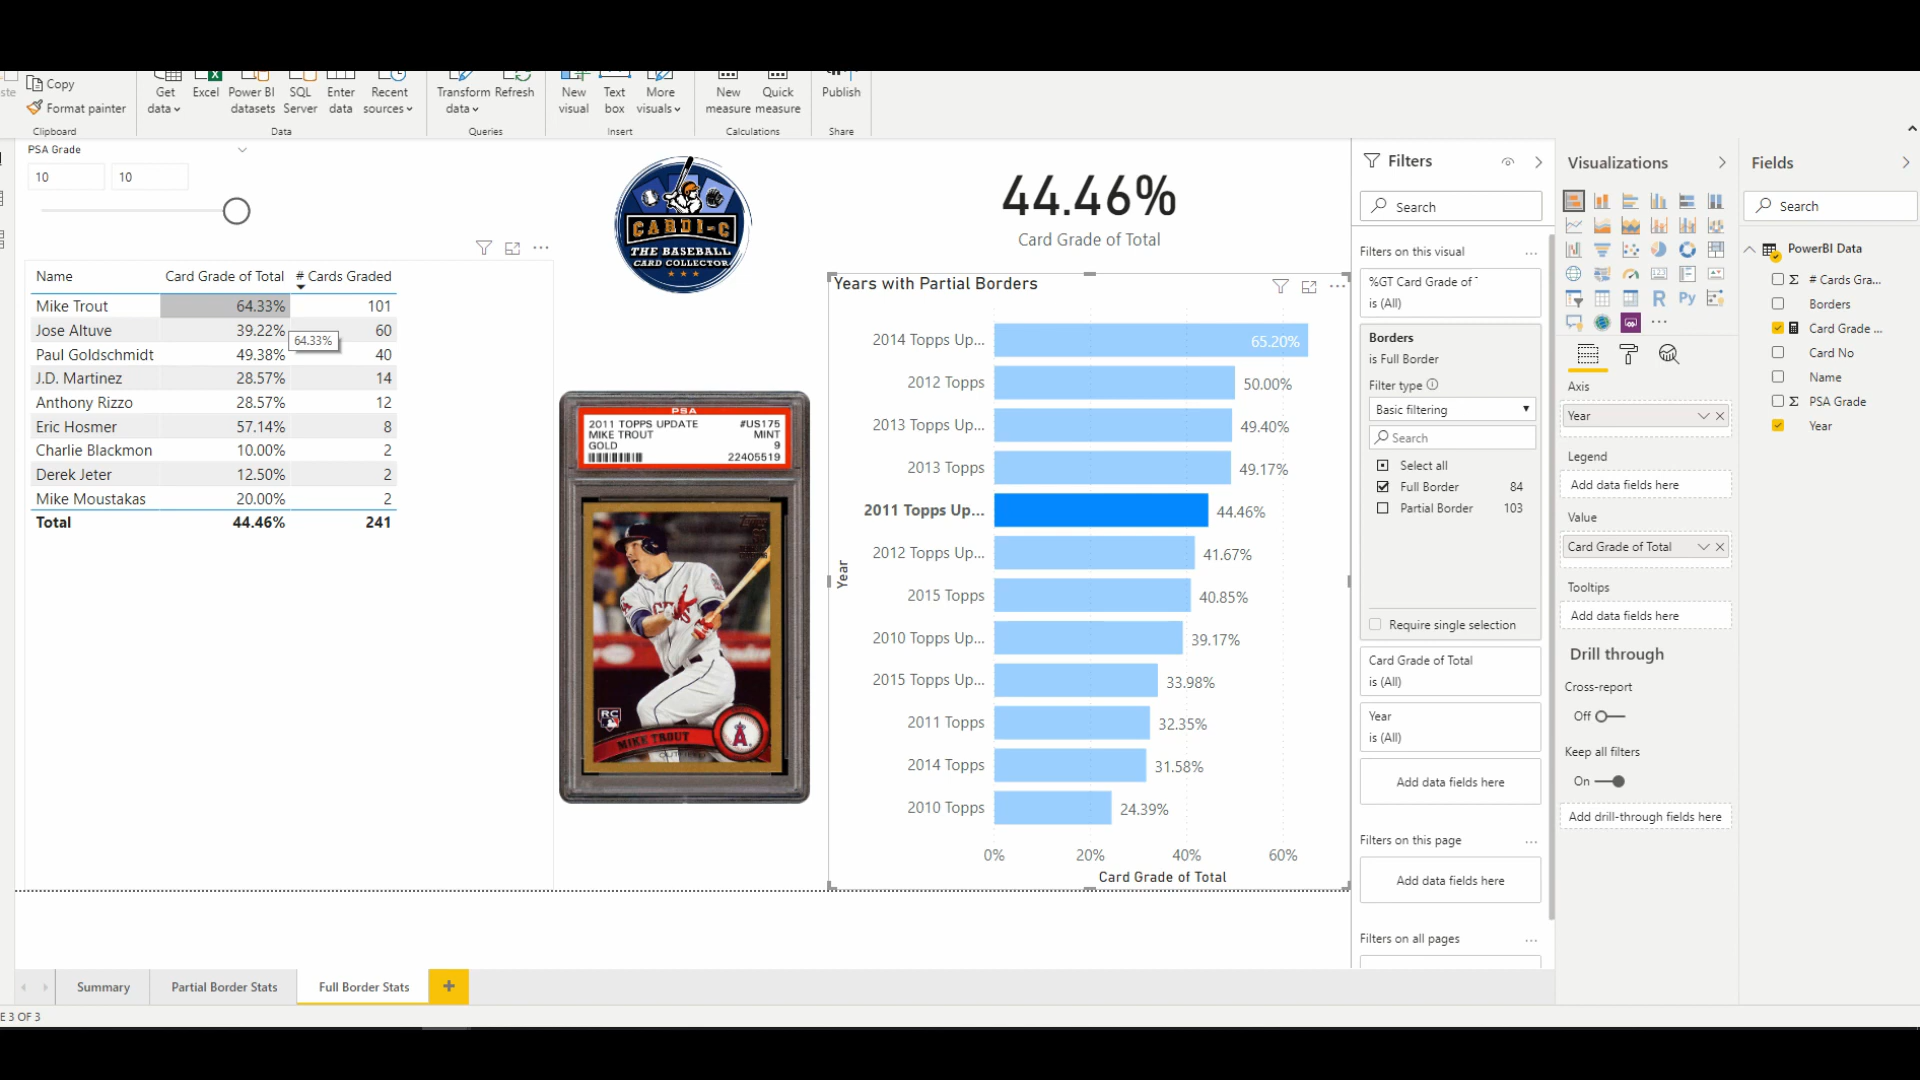 Copy
Format painter
Clipboard
Get data
Excel
Power BI datasets
SQL Server
Enter data
Recent sources
Data
Transform data
Refresh
Queries
New visual
Text box
More visuals
Insert
New measure
Quick measure
Calculations
Publish
Share
PSA Grade
10 10
Name Card Grade of Total # Cards Graded
Mike Trout 64.33% 101
Jose Altuve 39.22% 60
64.33%
Paul Goldschmidt 49.38% 40
J.D. Martinez 28.57% 14
Anthony Rizzo 28.57% 12
Eric Hosmer 57.14% 8
Charlie Blackmon 10.00% 2
Derek Jeter 12.50% 2
Mike Moustakas 20.00% 2
Total 44.46% 241
CARDI-C
THE BASEBALL
CARD COLLECTOR
PSA
2011 TOPPS UPDATE #US175
MIKE TROUT MINT
GOLD 9
22405519
RC
MIKE TROUT
A
44.46%
Card Grade of Total
Years with Partial Borders
2014 Topps Up... 65.20%
2012 Topps 50.00%
2013 Topps Up... 49.40%
2013 Topps 49.17%
2011 Topps Up... 44.46%
2012 Topps Up... 41.67%
2015 Topps 40.85%
2010 Topps Up... 39.17%
2015 Topps Up... 33.98%
2011 Topps 32.35%
2014 Topps 31.58%
2010 Topps 24.39%
Year
0% 20% 40% 60%
Card Grade of Total
Filters
Search
Filters on this visual
%GT Card Grade of
is (All)
Borders
is Full Border
Filter type
Basic filtering
Search
Select all
Full Border 84
Partial Border 103
Require single selection
Card Grade of Total
is (All)
Year
is (All)
Add data fields here
Filters on this page
Add data fields here
Filters on all pages
Visualizations
R Py
Axis
Year
Legend
Add data fields here
Value
Card Grade of Total
Tooltips
Add data fields here
Drill through
Cross-report
Off
Keep all filters
On
Add drill-through fields here
Fields
Search
PowerBI Data
# Cards Gra...
Borders
Card Grade ...
Card No
Name
PSA Grade
Year
Summary
Partial Border Stats
Full Border Stats
+
E 3 OF 3